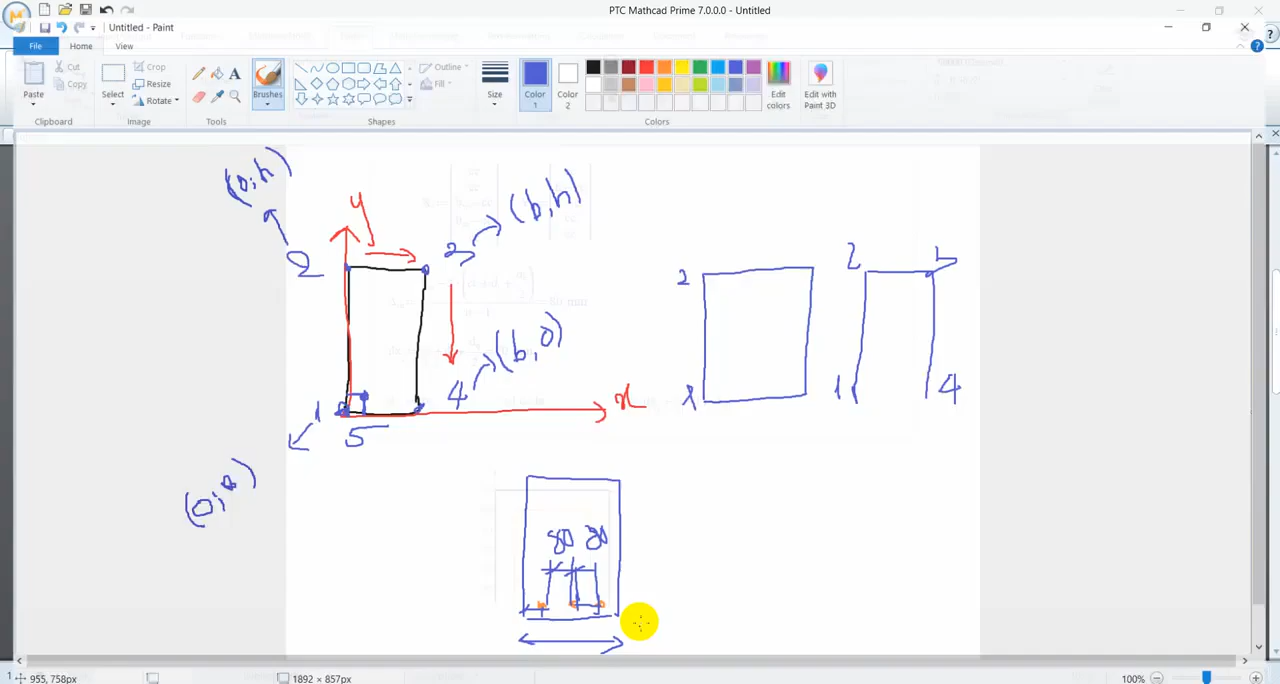 PTC Mathcad Prime 7.0.0.0 - Untitled
Untitled - Paint
File
Home
View
Paste
Cut
Copy
Clipboard
Select
Crop
Resize
Rotate
Image
A
Tools
Brushes
Outline
Fill
Shapes
Size
Color 1
Color 2
Edit colors
Colors
Edit with Paint 3D
(0;h)
y
(b,h)
2
3
(b,0)
1
4
5
x
2
1
2
3
1
4
80
80
955, 758px
1892 × 857px
100%